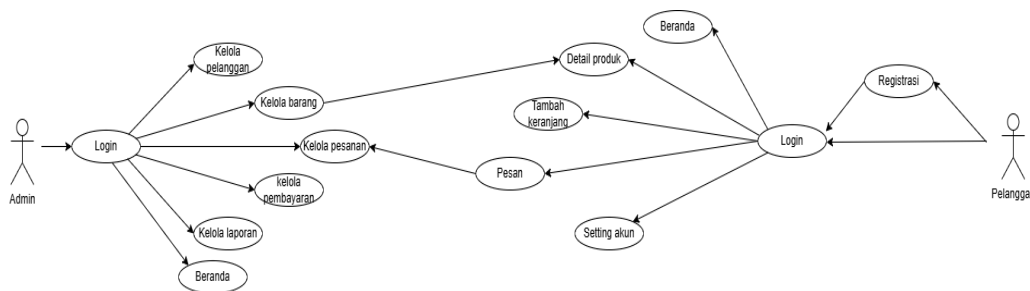 Beranda
Kelola
pelanggan
Detail produk
Registrasi
Kelola barang
Tambah
keranjang
Login
Kelola pesanan
Login
Pesan
kelola
pembayaran
Admin
Pelangga
Kelola laporan
Setting akun
Beranda